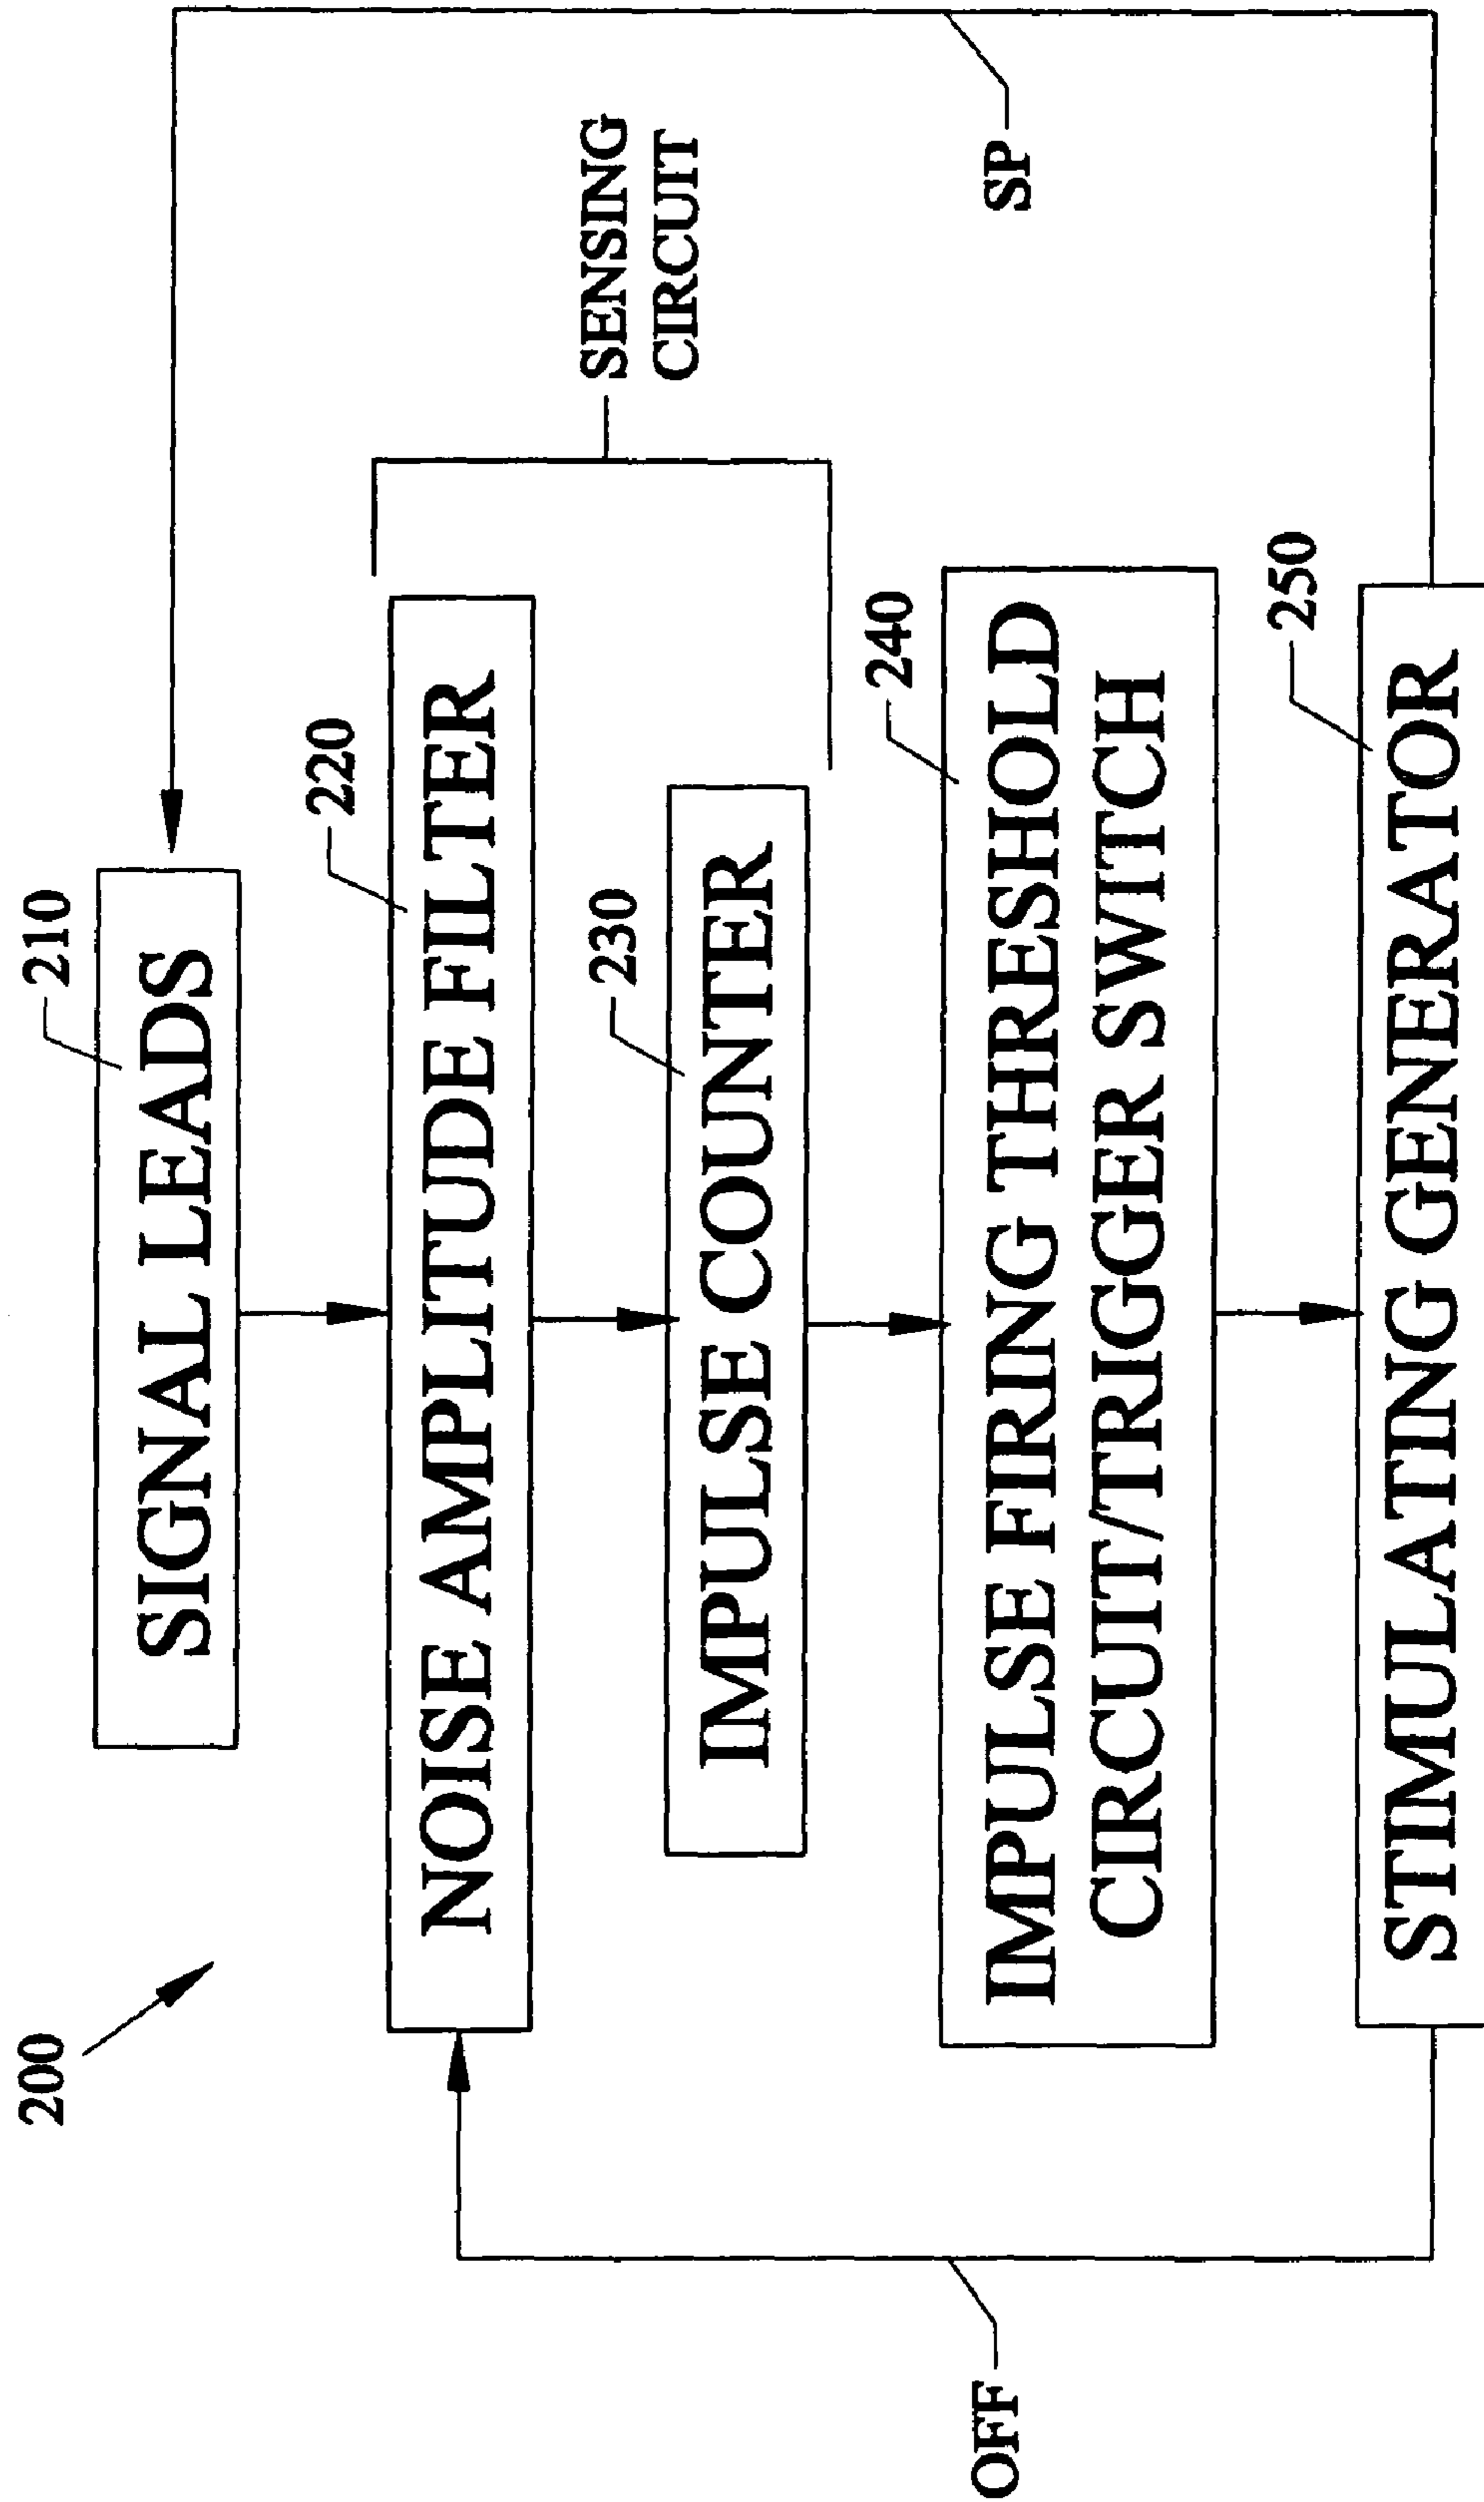 200
210
SIGNAL LEADS
220
NOISE AMPLITUDE FILTER
SENSING
CIRCUIT
230
IMPULSE COUNTER
240
IMPULSE FIRING THRESHOLD
CIRCUIT/TRIGGER SWITCH
OFF
SP
250
STIMULATING GENERATOR